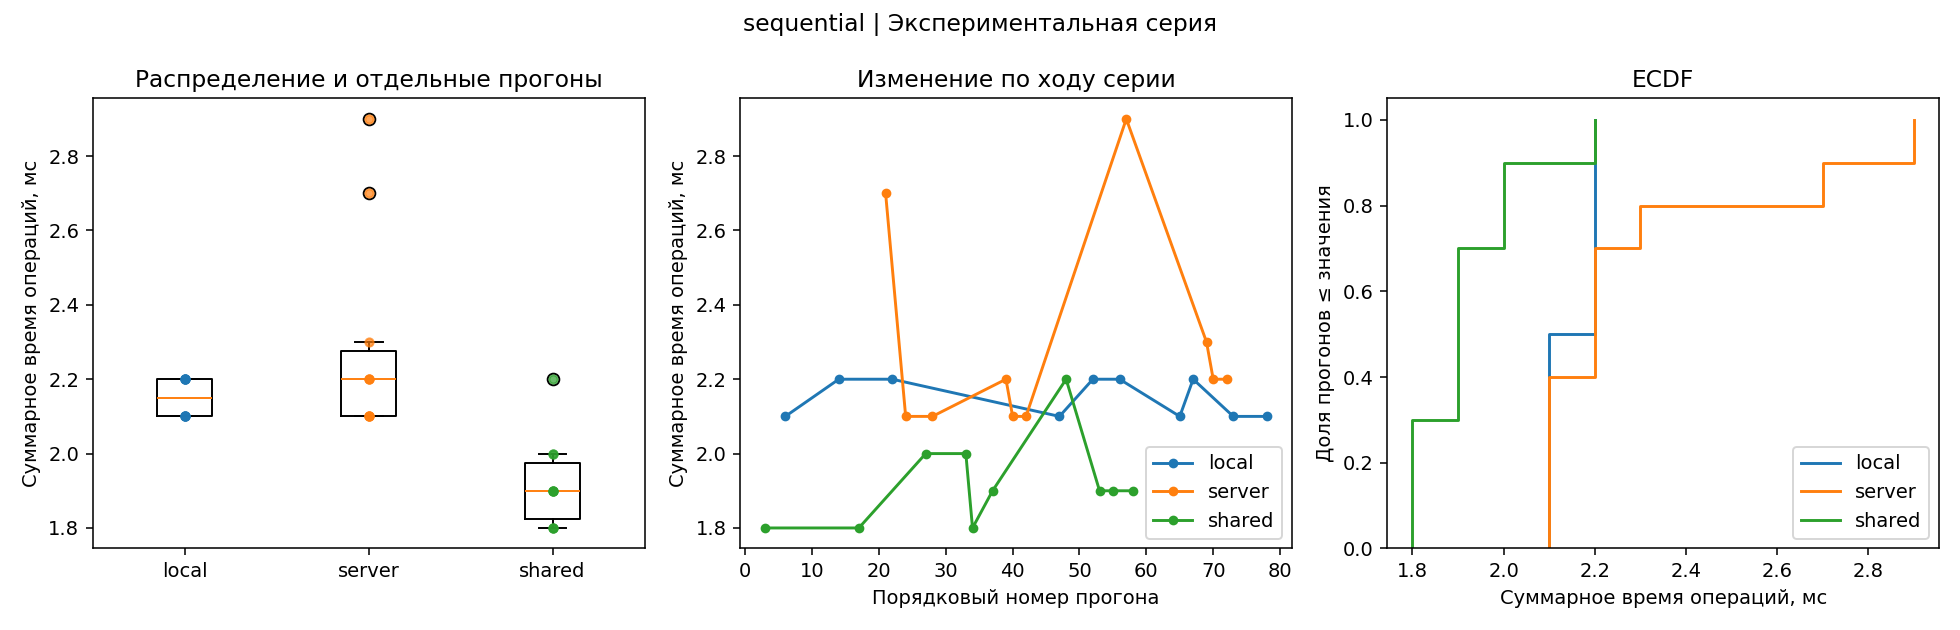 sequential | Экспериментальная серия
Распределение и отдельные прогоны
Суммарное время операций, мс
2.8
2.6
2.4
2.2
2.0
1.8
local
server
shared
Изменение по ходу серии
Суммарное время операций, мс
2.8
2.6
2.4
2.2
2.0
1.8
local
server
shared
0
10
20
30
40
50
60
70
80
Порядковый номер прогона
ECDF
Доля прогонов ≤ значения
1.0
0.8
0.6
0.4
0.2
0.0
local
server
shared
1.8
2.0
2.2
2.4
2.6
2.8
Суммарное время операций, мс